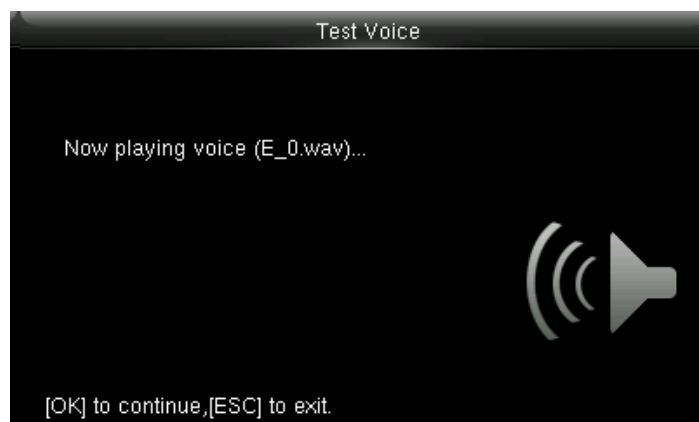 Test Voice
Now playing voice (E_0.wav)...
[OK] to continue,[ESC] to exit.